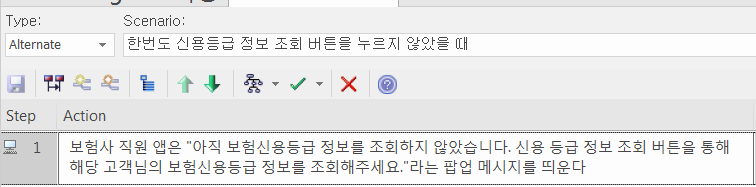 Type:
Scenario:
Alternate
한번도 신용등급 정보 조회 버튼을 누르지 않았을 때
Step
Action
1
보험사 직원 앱은 "아직 보험신용등급 정보를 조회하지 않았습니다. 신용 등급 정보 조회 버튼을 통해
해당 고객님의 보험신용등급 정보를 조회해주세요."라는 팝업 메시지를 띄운다